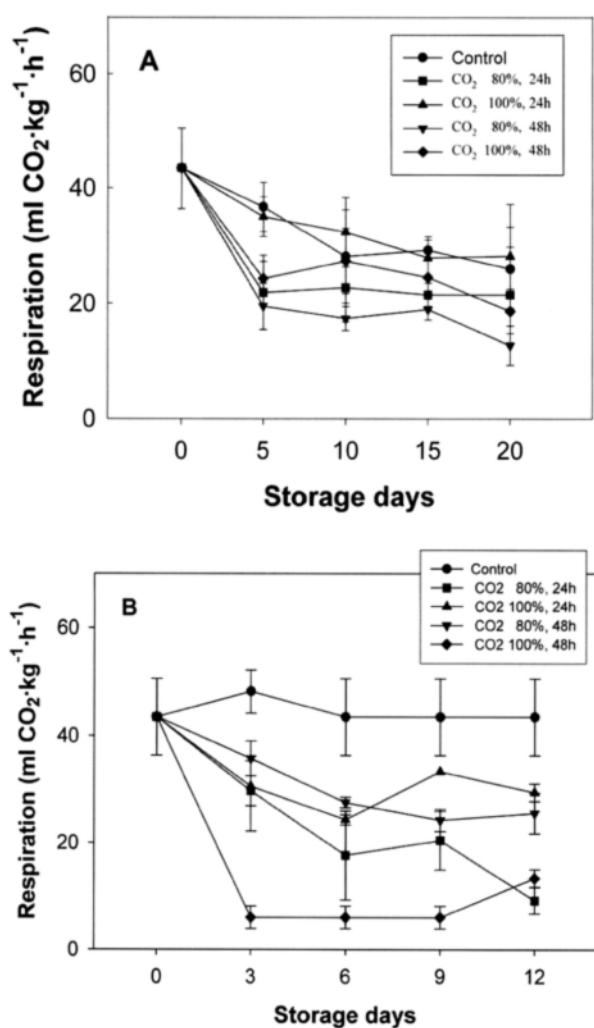 A
Control
CO₂ 80%, 24h
CO₂ 100%, 24h
CO₂ 80%, 48h
CO₂ 100%, 48h
Respiration (ml CO₂·kg⁻¹·h⁻¹)
60
40
20
0
0 5 10 15 20
Storage days
B
Control
CO2 80%, 24h
CO2 100%, 24h
CO2 80%, 48h
CO2 100%, 48h
Respiration (ml CO₂·kg⁻¹·h⁻¹)
60
40
20
0
0 3 6 9 12
Storage days